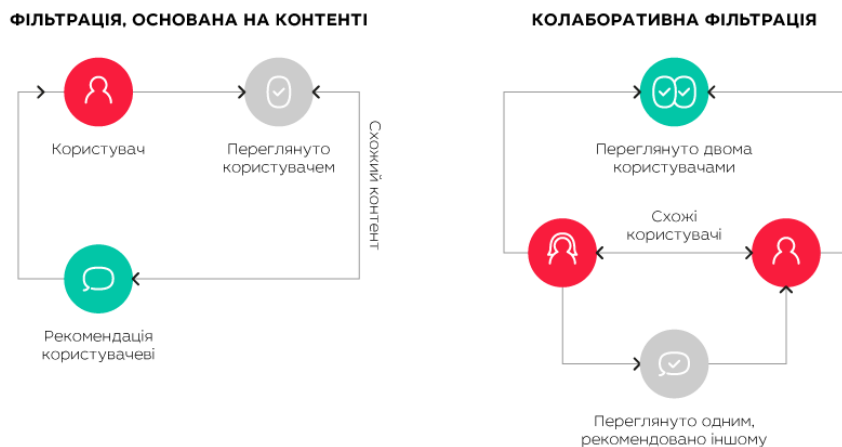 ФІЛЬТРАЦІЯ, ОСНОВАНА НА КОНТЕНТІ
Користувач
Переглянуто
користувачем
Схожий контент
Рекомендація
користувачеві
КОЛАБОРАТИВНА ФІЛЬТРАЦІЯ
Переглянуто двома
користувачами
Схожі
користувачі
Переглянуто одним,
рекомендовано іншому